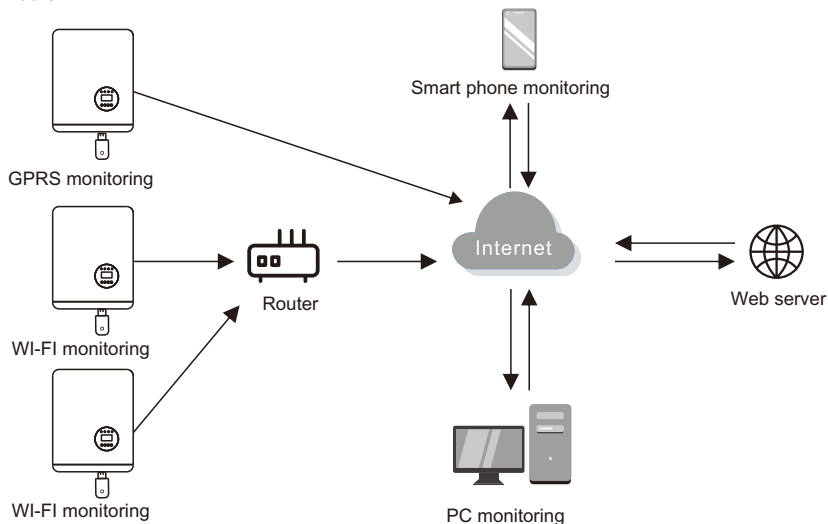 Smart phone monitoring
GPRS monitoring
Internet
Router
Web server
WI-FI monitoring
WI-FI monitoring
PC monitoring